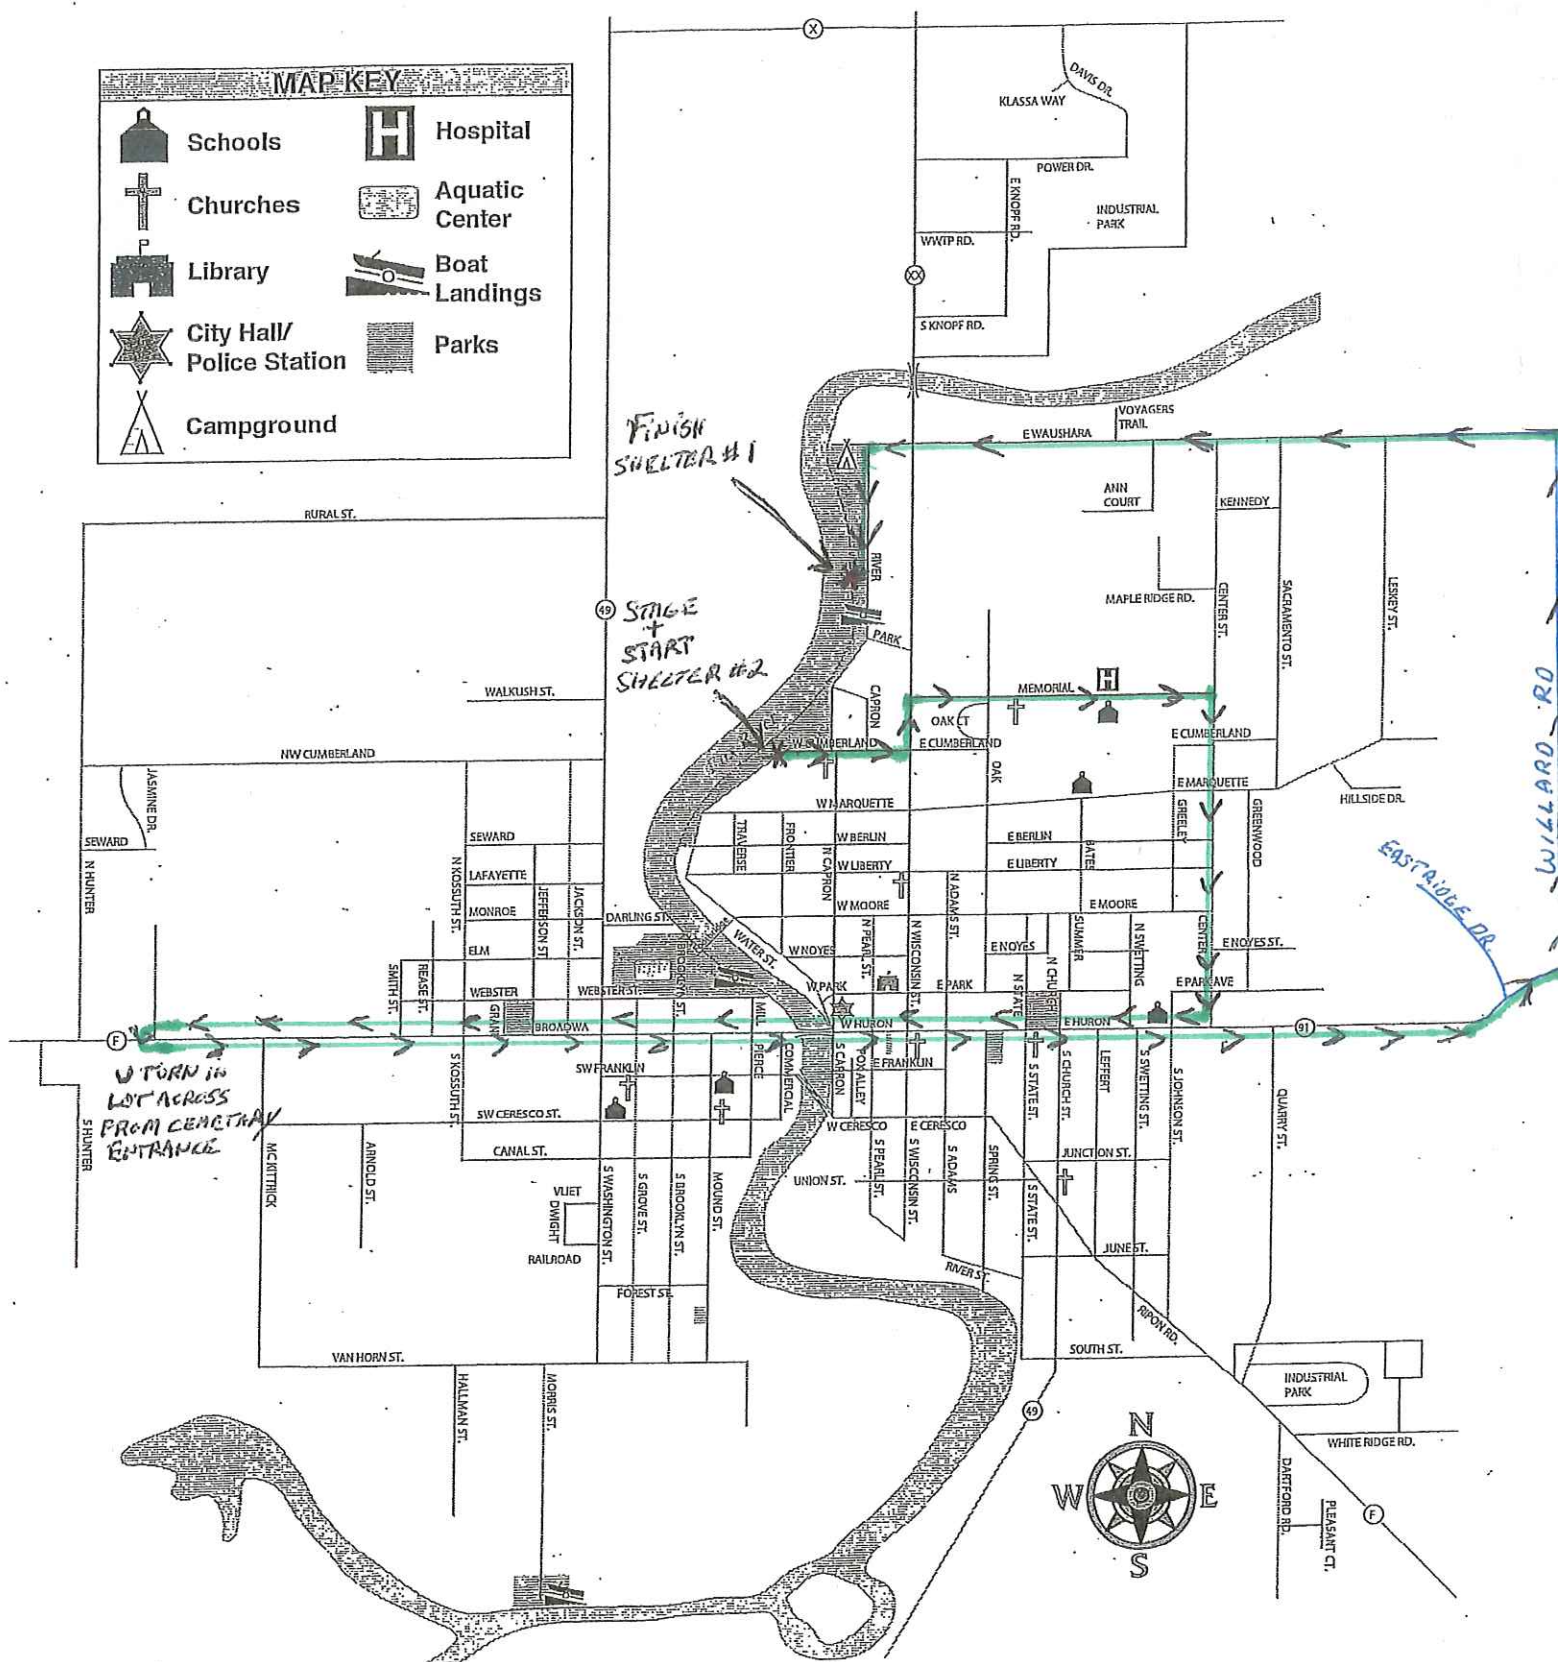 X
MAP KEY
Schools
Hospital
Churches
Aquatic
Center
Library
Boat
Landings
City Hall/
Police Station
Parks
Campground
DAVIS DR.
KLASSA WAY
POWER DR.
E KNOPF RD.
INDUSTRIAL
PARK
WWTP RD.
XX
S KNOPF RD.
VOYAGERS
TRAIL
E WAUSHARA
FINISH
SHELTER #1
ANN
COURT
KENNEDY
RURAL ST.
RIVER
49
STAGE
+
START
SHELTER #2
MAPLE RIDGE RD.
CENTER ST.
SACRAMENTO ST.
LESKEY ST.
PARK
WALKUSH ST.
CAPRON
MEMORIAL
OAK CT
WILLARD RD
NW CUMBERLAND
W CUMBERLAND
E CUMBERLAND
E CUMBERLAND
OAK
JASMINE DR.
E MARQUETTE
HILLSIDE DR.
W MARQUETTE
TRAVERSE
FRONTIER
GREELEY
GREENWOOD
SEWARD
SEWARD
W BERLIN
E BERLIN
BATES
N HUNTER
N KOSSUTH ST.
LAFAYETTE
JEFFERSON ST
JACKSON ST.
N CAPRON
W LIBERTY
E LIBERTY
EASTRIDGE DR.
MONROE
DARLING ST.
W MOORE
N ADAMS ST.
E MOORE
ELM
WATER ST.
W NOYES
N PEARL ST.
N WISCONSIN ST.
E NOYES
SUMMER
N SWETTING
CENTER
E NOYES ST.
SMITH ST.
REASE ST.
WEBSTER
WEBSTER ST.
BROOKLYN ST.
W PARK
E PARK
N STATE
N CHURCH
E PARK AVE
GRANT
BROADWA
MILL
W HURON
E HURON
91
F
U TURN IN
LOT ACROSS
FROM CEMETRAY
ENTRANCE
S KOSSUTH ST.
SW FRANKLIN
PIERCE
COMMERCIAL
S CARRON
FOX ALLEY
E FRANKLIN
S STATE ST.
S CHURCH ST.
LEFFERT
S SWETTING ST.
S JOHNSON ST.
QUARRY ST.
SW CERESCO ST.
W CERESCO
E CERESCO
S HUNTER
MC KITTRICK
ARNOLD ST.
CANAL ST.
S PEARL ST.
S WISCONSIN ST.
S ADAMS
SPRING ST.
JUNCTION ST.
UNION ST.
S STATE ST.
VLIET
DWIGHT
RAILROAD
S WASHINGTON ST.
S GROVE ST.
S BROOKLYN ST.
MOUND ST.
JUNE ST.
RIVER ST.
FOREST ST.
RIPON RD.
VAN HORN ST.
SOUTH ST.
HALLMAN ST.
MORRIS ST.
INDUSTRIAL
PARK
49
WHITE RIDGE RD.
N
W
E
S
DARTFORD RD.
PLEASANT CT.
F